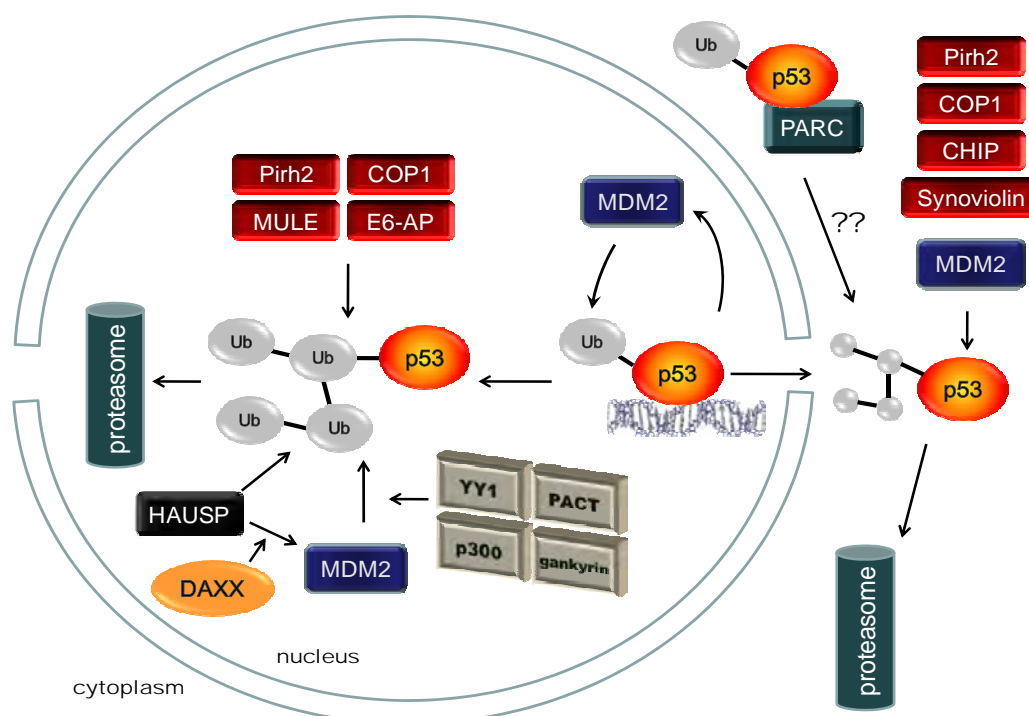 Ub
p53
PARC
Pirh2
COP1
CHIP
Synoviolin
MDM2
??
Pirh2 COP1
MULE E6-AP
MDM2
proteasome
Ub Ub p53
Ub Ub
Ub
p53
p53
HAUSP
DAXX
MDM2
YY1 PACT
p300 gankyrin
proteasome
nucleus
cytoplasm